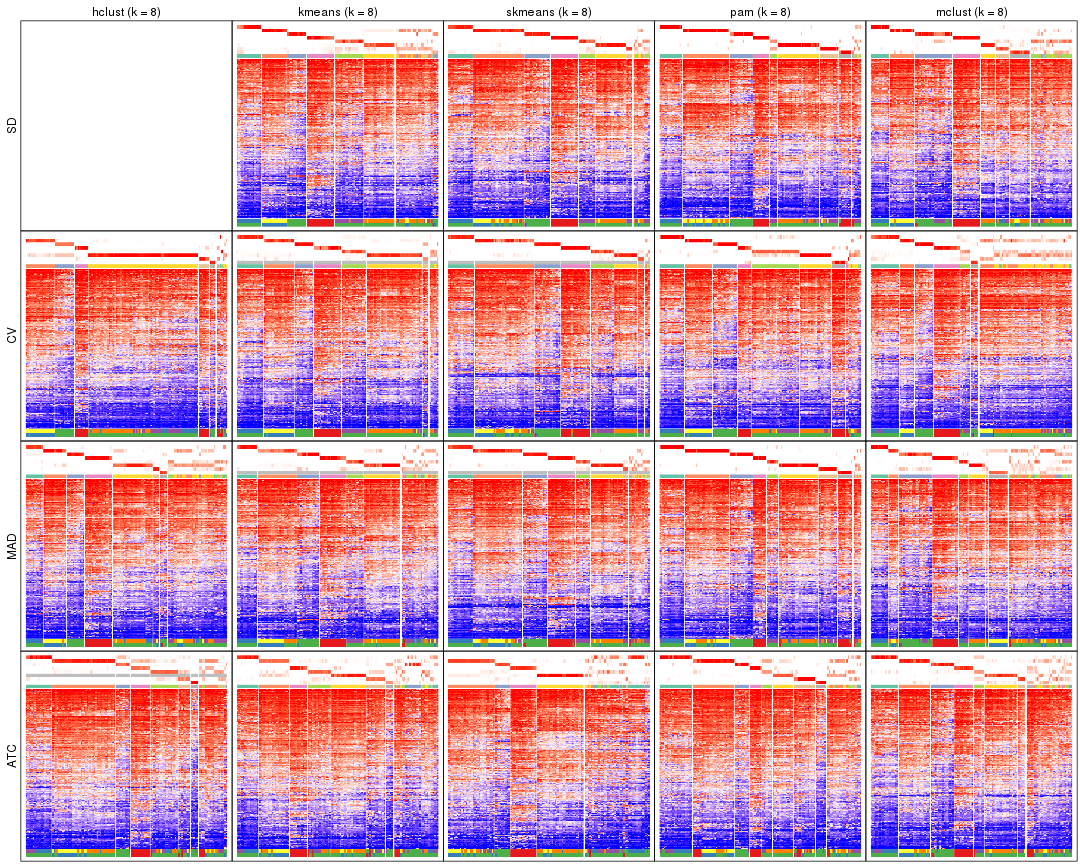 hclust (k = 8) kmeans (k = 8) skmeans (k = 8) pam (k = 8) mclust (k = 8)
SD
CV
MAD
ATC